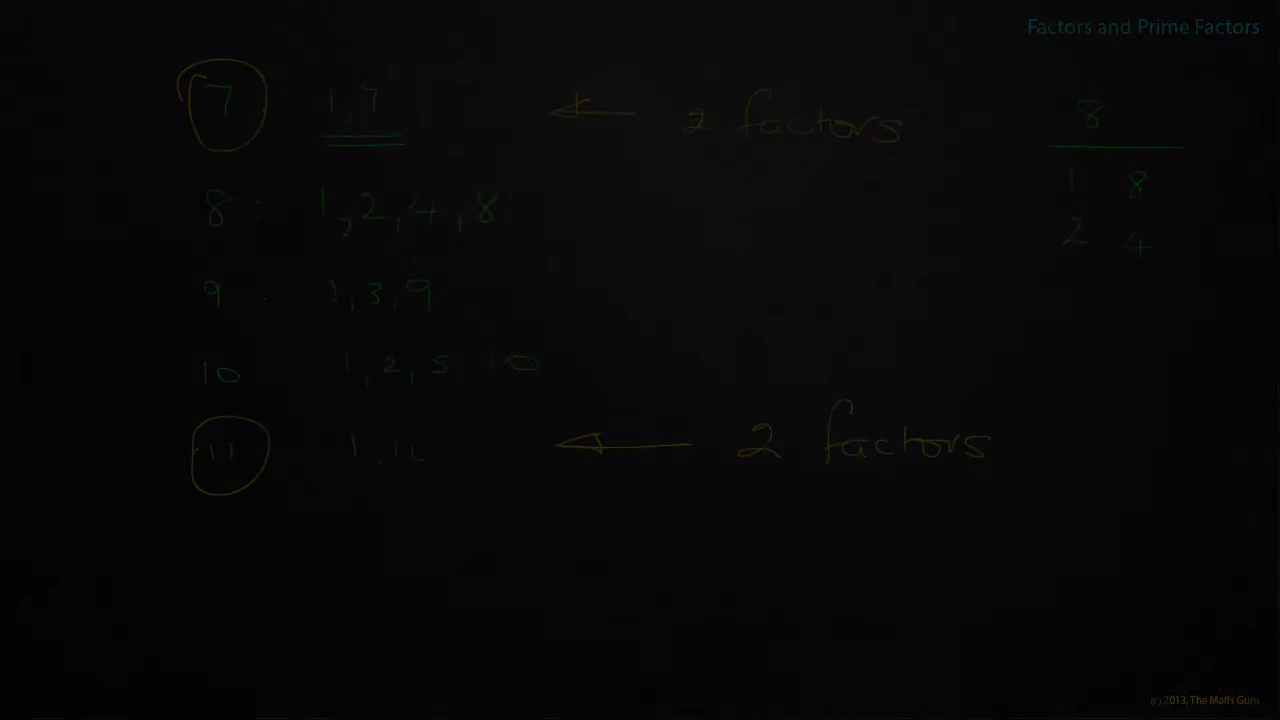 Factors and Prime Factors
7 1,7 ← 2 factors
8 : 1,2,4,8
9 . 1,3,9
10 1,2,5 10
11 1,11 ← 2 factors
8
1 8
2 4
(c) 2013, The Maffs Guru